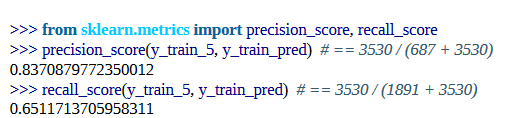 >>> from sklearn.metrics import precision_score, recall_score
>>> precision_score(y_train_5, y_train_pred)  # == 3530 / (687 + 3530)
0.8370879772350012
>>> recall_score(y_train_5, y_train_pred)  # == 3530 / (1891 + 3530)
0.6511713705958311